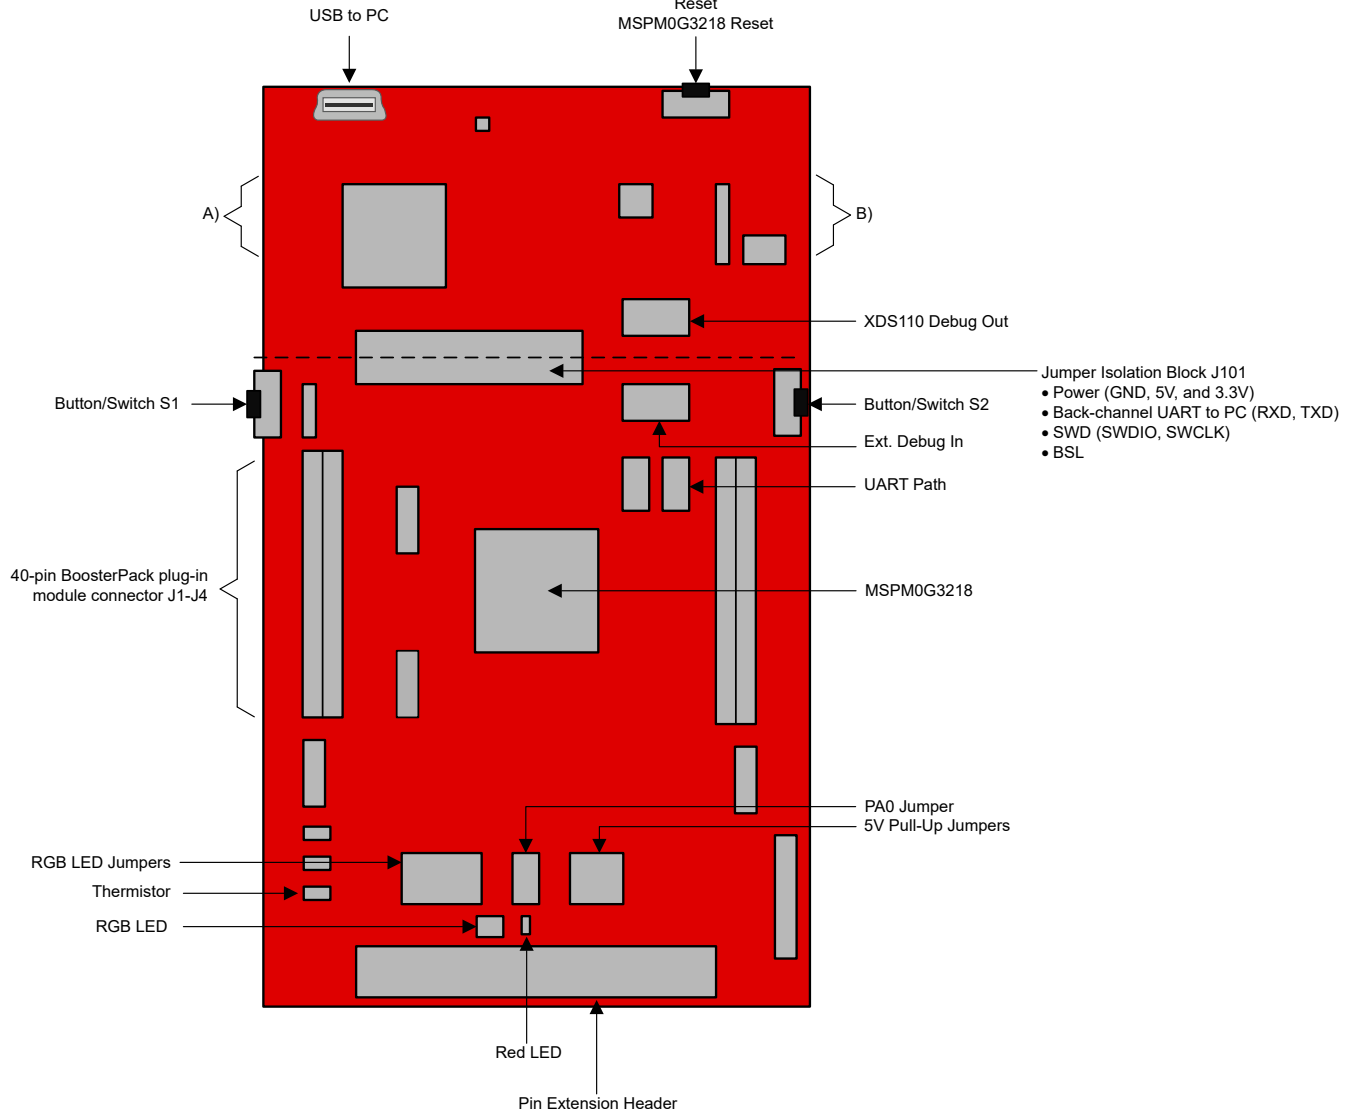 USB to PC
Reset
MSPM0G3218 Reset
A)
B)
XDS110 Debug Out
Jumper Isolation Block J101
• Power (GND, 5V, and 3.3V)
• Back-channel UART to PC (RXD, TXD)
• SWD (SWDIO, SWCLK)
• BSL
Button/Switch S1
Button/Switch S2
Ext. Debug In
UART Path
40-pin BoosterPack plug-in
module connector J1-J4
MSPM0G3218
PA0 Jumper
5V Pull-Up Jumpers
RGB LED Jumpers
Thermistor
RGB LED
Red LED
Pin Extension Header